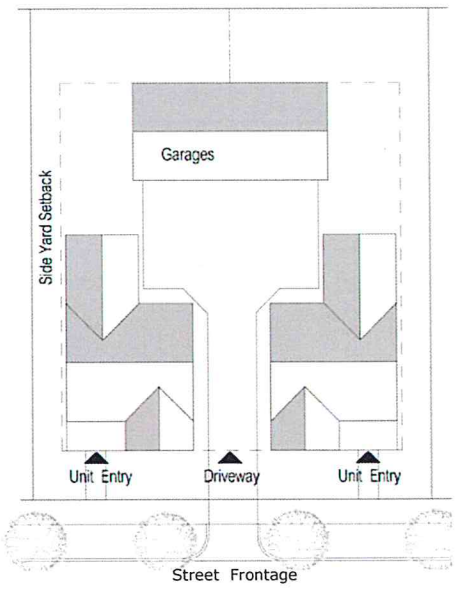 Garages
Side Yard Setback
Unit Entry
Driveway
Unit Entry
Street Frontage